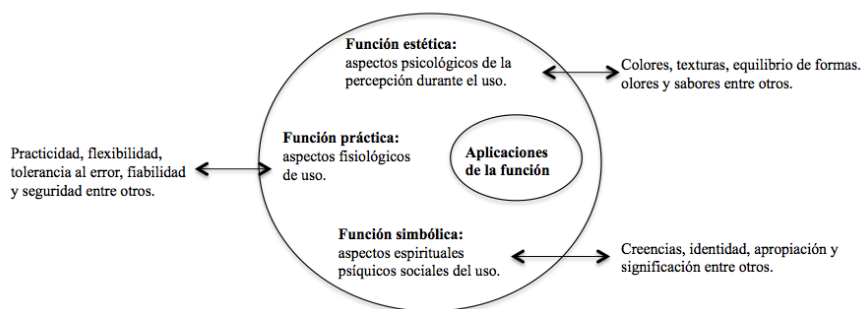 Función estética:
aspectos psicológicos de la
percepción durante el uso.
Colores, texturas, equilibrio de formas.
olores y sabores entre otros.
Función práctica:
aspectos fisiológicos
de uso.
Practicidad, flexibilidad,
tolerancia al error, fiabilidad
y seguridad entre otros.
Aplicaciones
de la función
Función simbólica:
aspectos espirituales
psíquicos sociales del uso.
Creencias, identidad, apropiación y
significación entre otros.